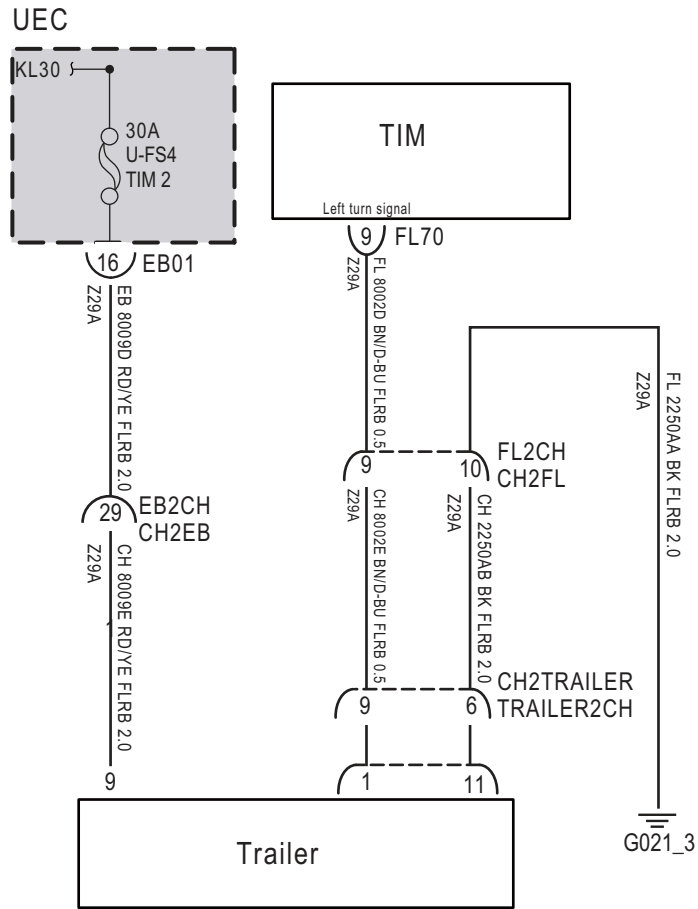 UEC
KL30
30A
U-FS4
TIM 2
TIM
Left turn signal
9 FL70
16 EB01
Z29A
EB 8009D RD/YE FLRB 2.0
Z29A
FL 8002D BN/D-BU FLRB 0.5
Z29A
FL 2250AA BK FLRB 2.0
9
10
FL2CH
CH2FL
29
EB2CH
CH2EB
Z29A
CH 8009E RD/YE FLRB 2.0
Z29A
CH 8002E BN/D-BU FLRB 0.5
Z29A
CH 2250AB BK FLRB 2.0
9
6
CH2TRAILER
TRAILER2CH
9
1
11
Trailer
G021_3